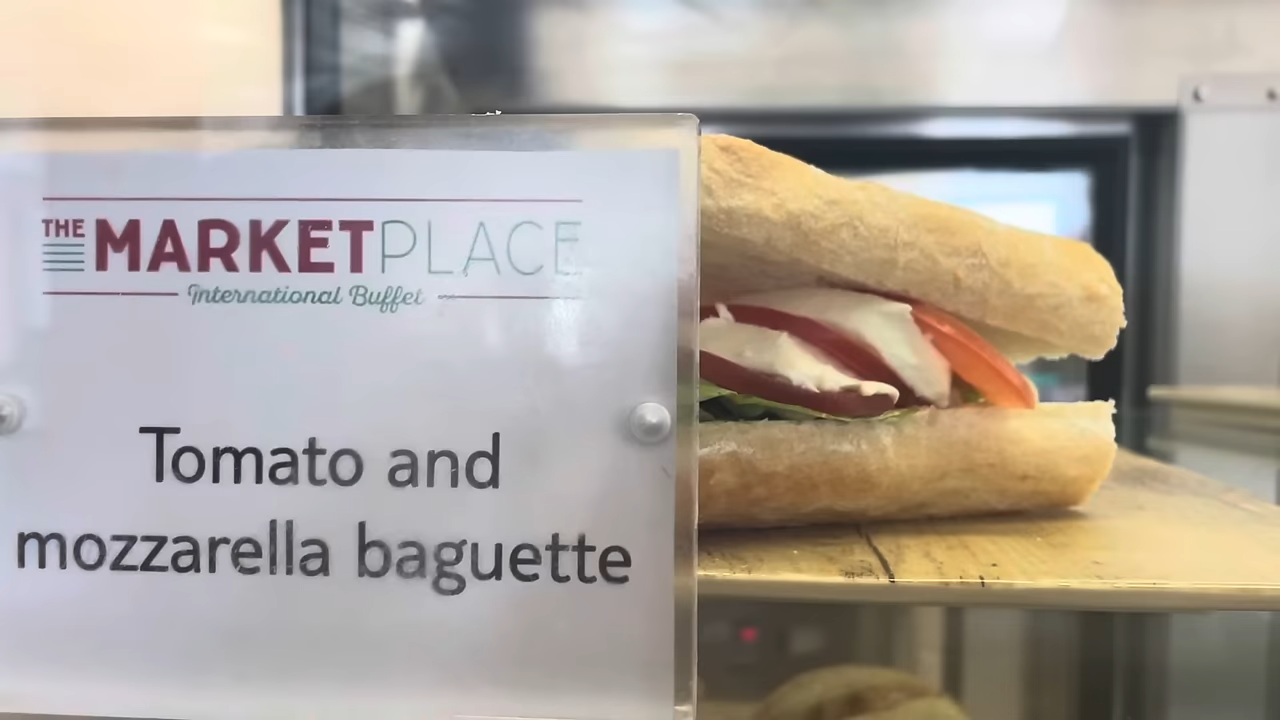 THE MARKETPLACE
International Buffet
Tomato and
mozzarella baguette